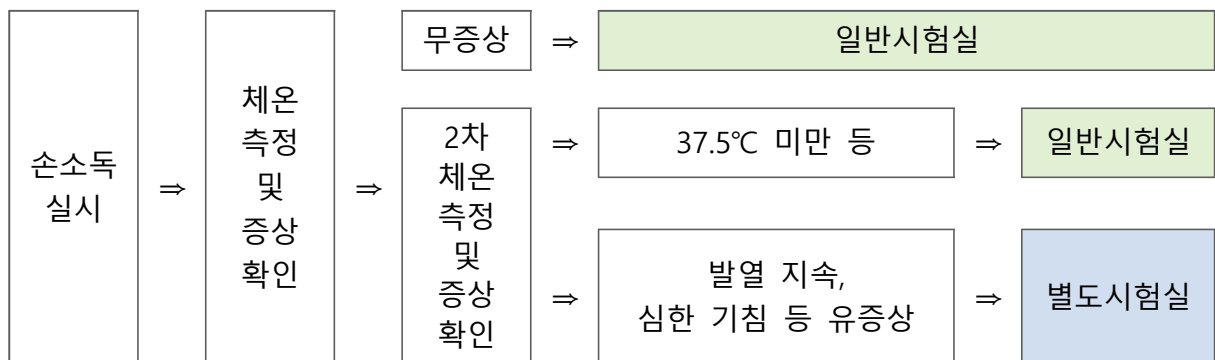 손소독
실시
⇒
체온
측정
및
증상
확인
⇒
무증상 ⇒ 일반시험실
2차
체온
측정
및
증상
확인
⇒ 37.5℃ 미만 등 ⇒ 일반시험실
⇒
발열 지속,
심한 기침 등 유증상
⇒ 별도시험실